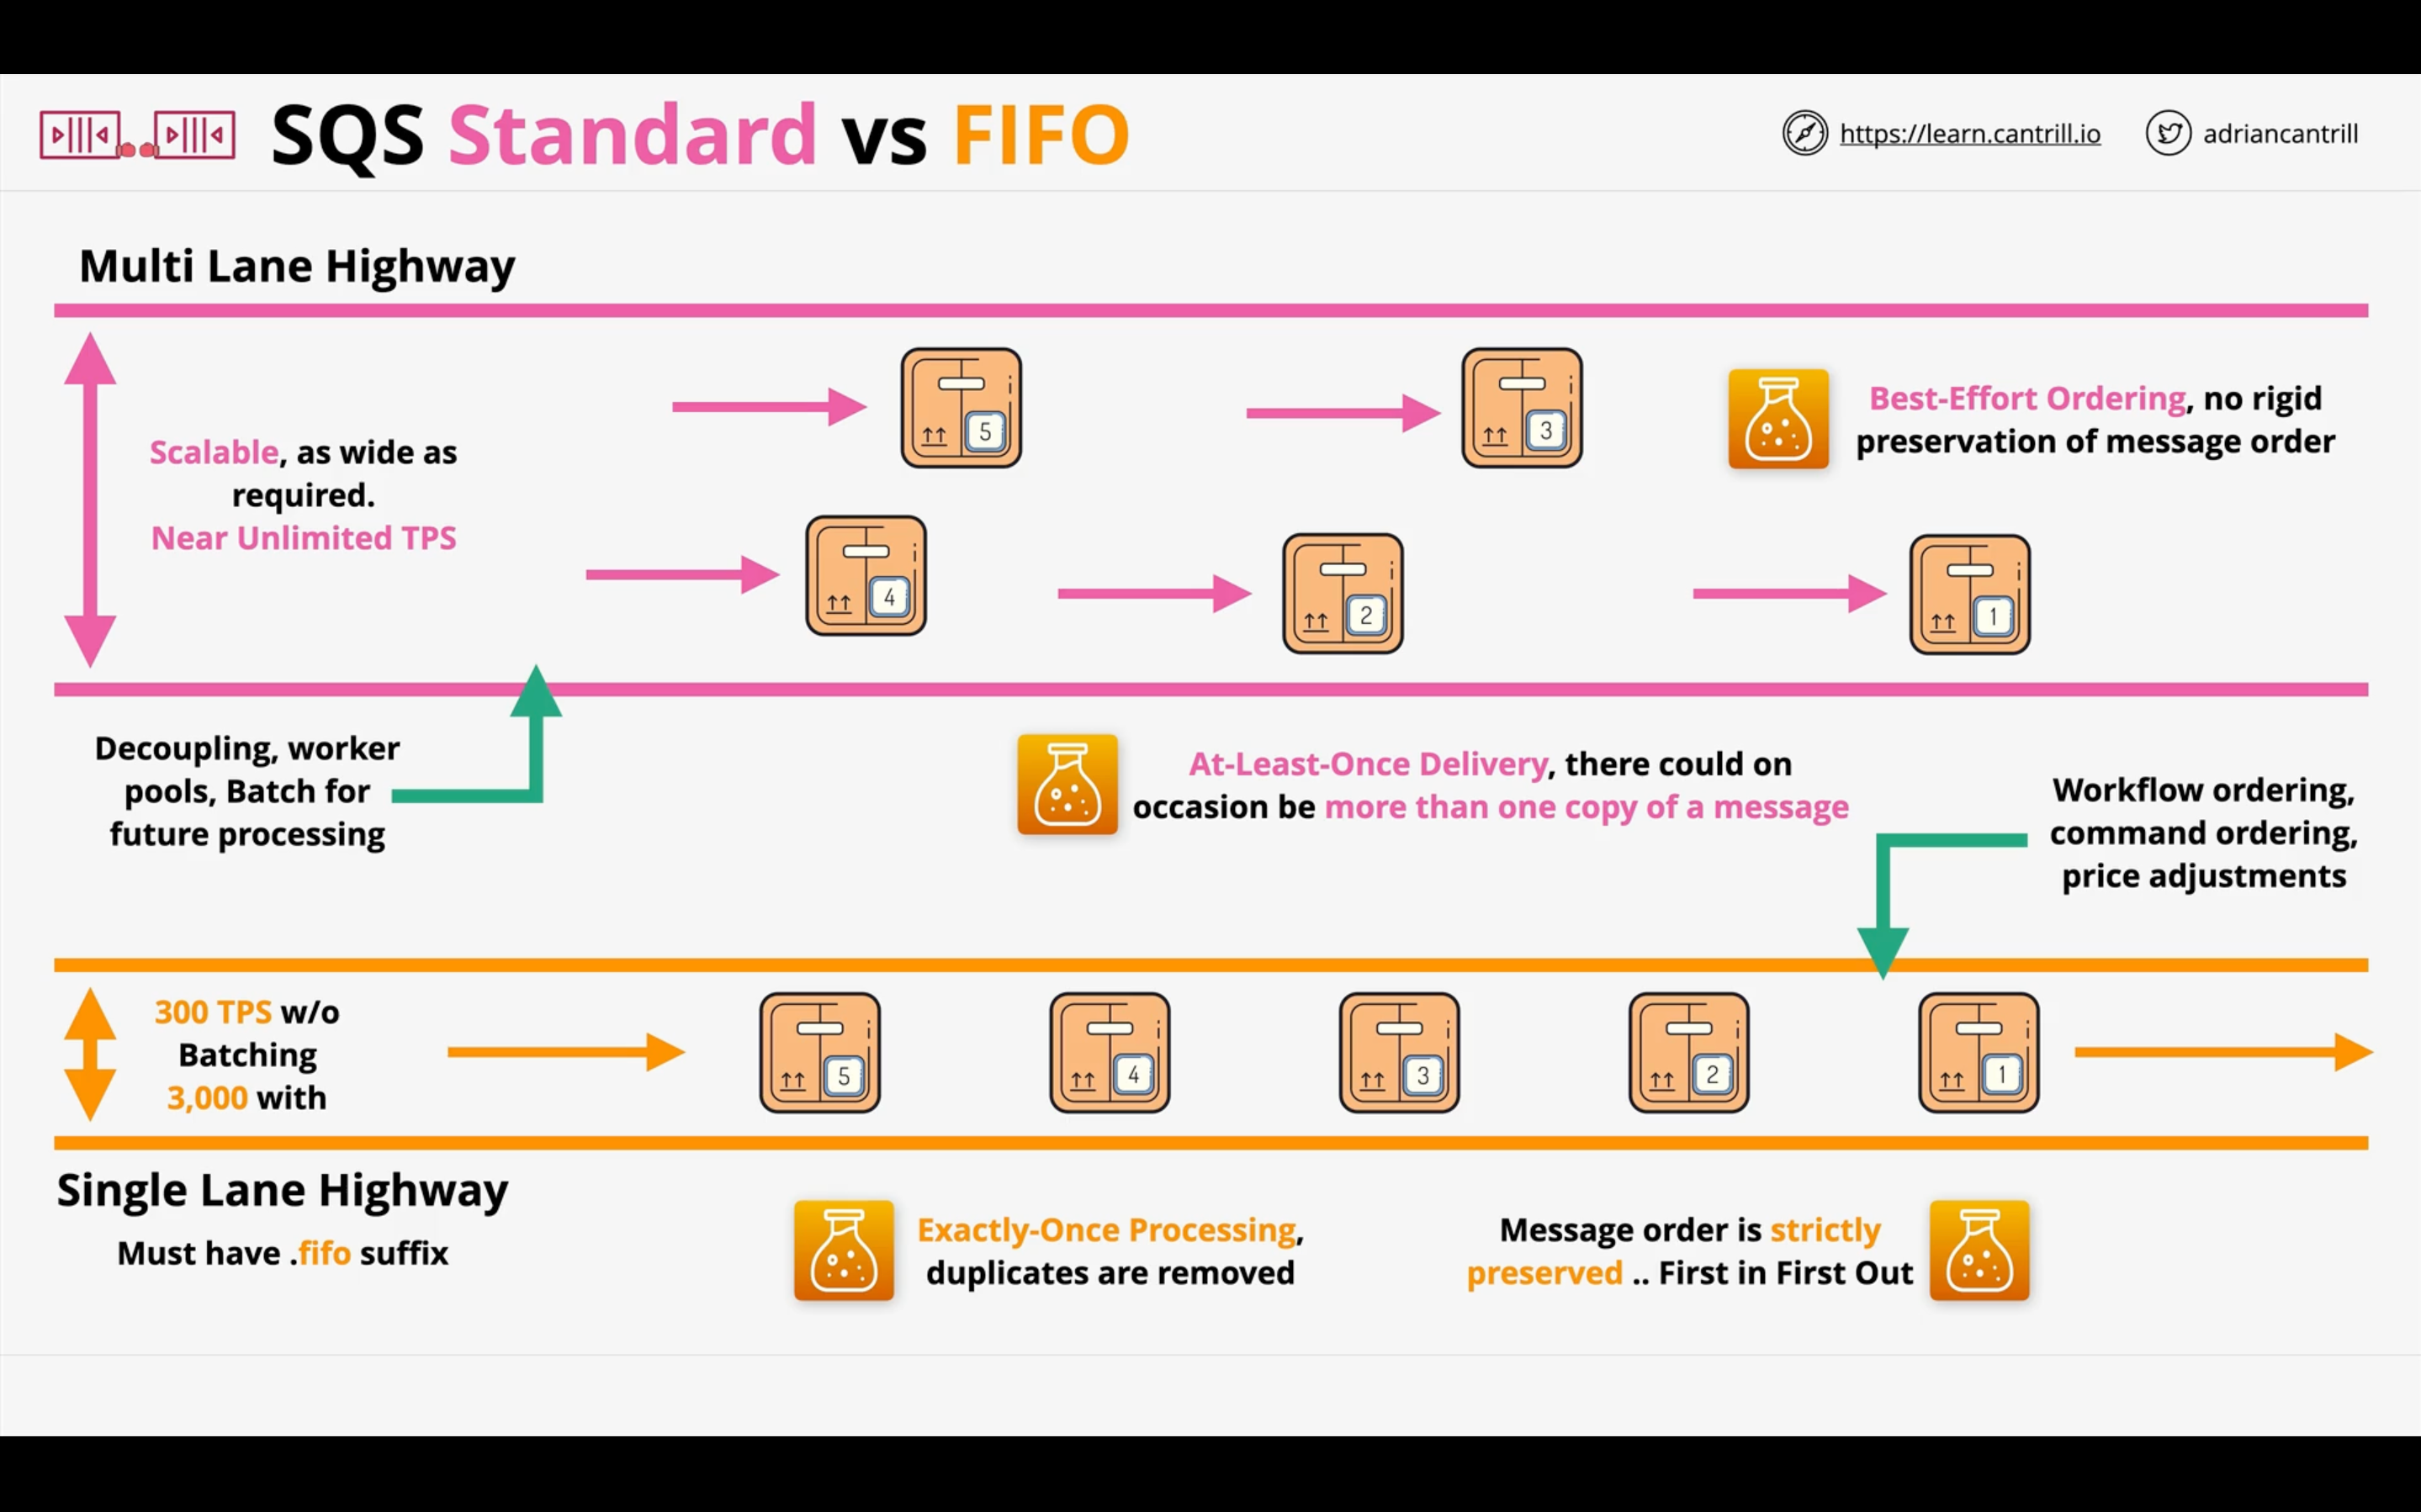 SQS Standard vs FIFO
https://learn.cantrill.io
adriancantrill
Multi Lane Highway
Scalable, as wide as
required.
Near Unlimited TPS
5
3
Best-Effort Ordering, no rigid
preservation of message order
4
2
1
Decoupling, worker
pools, Batch for
future processing
At-Least-Once Delivery, there could on
occasion be more than one copy of a message
Workflow ordering,
command ordering,
price adjustments
300 TPS w/o
Batching
3,000 with
5
4
3
2
1
Single Lane Highway
Must have .fifo suffix
Exactly-Once Processing,
duplicates are removed
Message order is strictly
preserved .. First in First Out